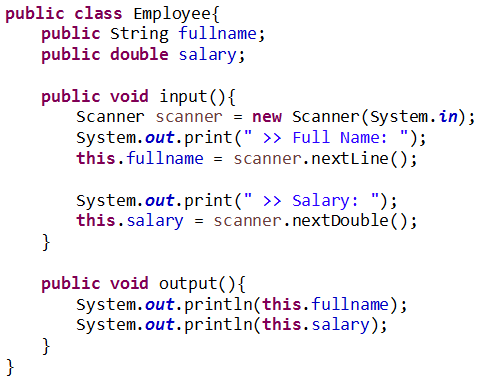 public class Employee{
    public String fullname;
    public double salary;

    public void input(){
        Scanner scanner = new Scanner(System.in);
        System.out.print(" >> Full Name: ");
        this.fullname = scanner.nextLine();

        System.out.print(" >> Salary: ");
        this.salary = scanner.nextDouble();
    }

    public void output(){
        System.out.println(this.fullname);
        System.out.println(this.salary);
    }
}